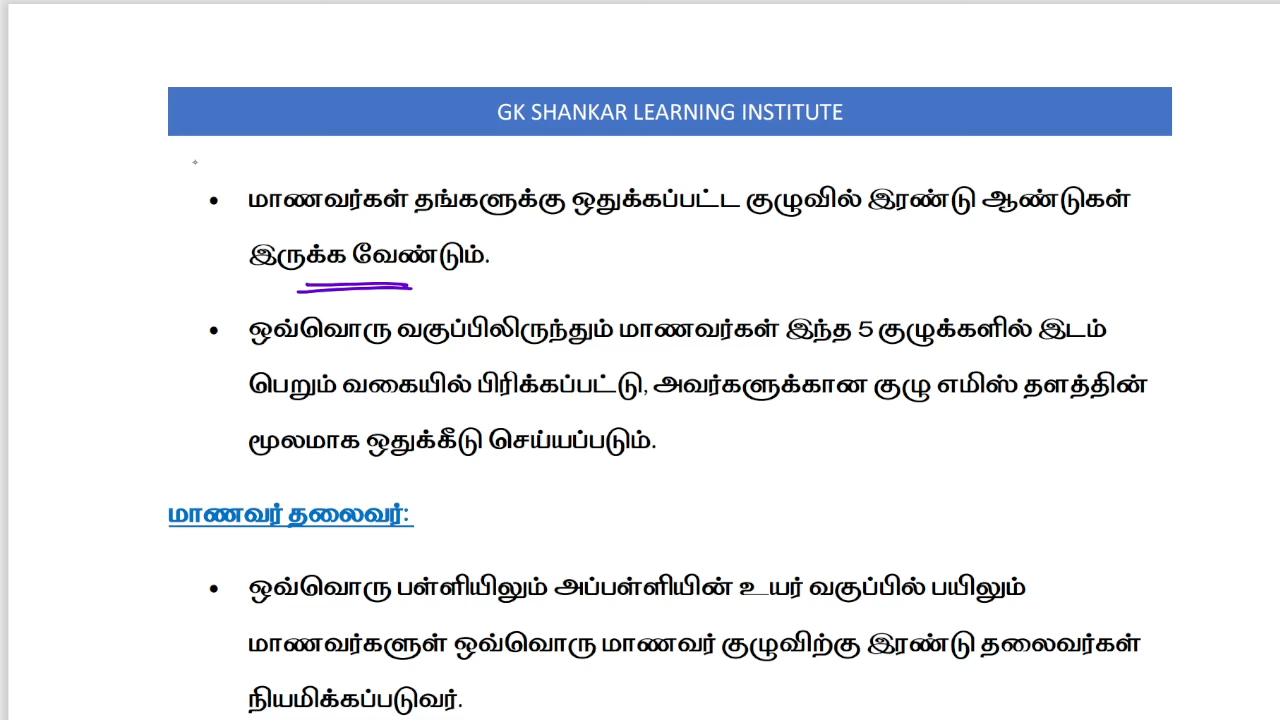 GK SHANKAR LEARNING INSTITUTE
• மாணவர்கள் தங்களுக்கு ஒதுக்கப்பட்ட குழுவில் இரண்டு ஆண்டுகள்
இருக்க வேண்டும்.
• ஒவ்வொரு வகுப்பிலிருந்தும் மாணவர்கள் இந்த 5 குழுக்களில் இடம்
பெறும் வகையில் பிரிக்கப்பட்டு, அவர்களுக்கான குழு எமிஸ் தளத்தின்
மூலமாக ஒதுக்கீடு செய்யப்படும்.
மாணவர் தலைவர்:
• ஒவ்வொரு பள்ளியிலும் அப்பள்ளியின் உயர் வகுப்பில் பயிலும்
மாணவர்களுள் ஒவ்வொரு மாணவர் குழுவிற்கு இரண்டு தலைவர்கள்
நியமிக்கப்படுவர்.